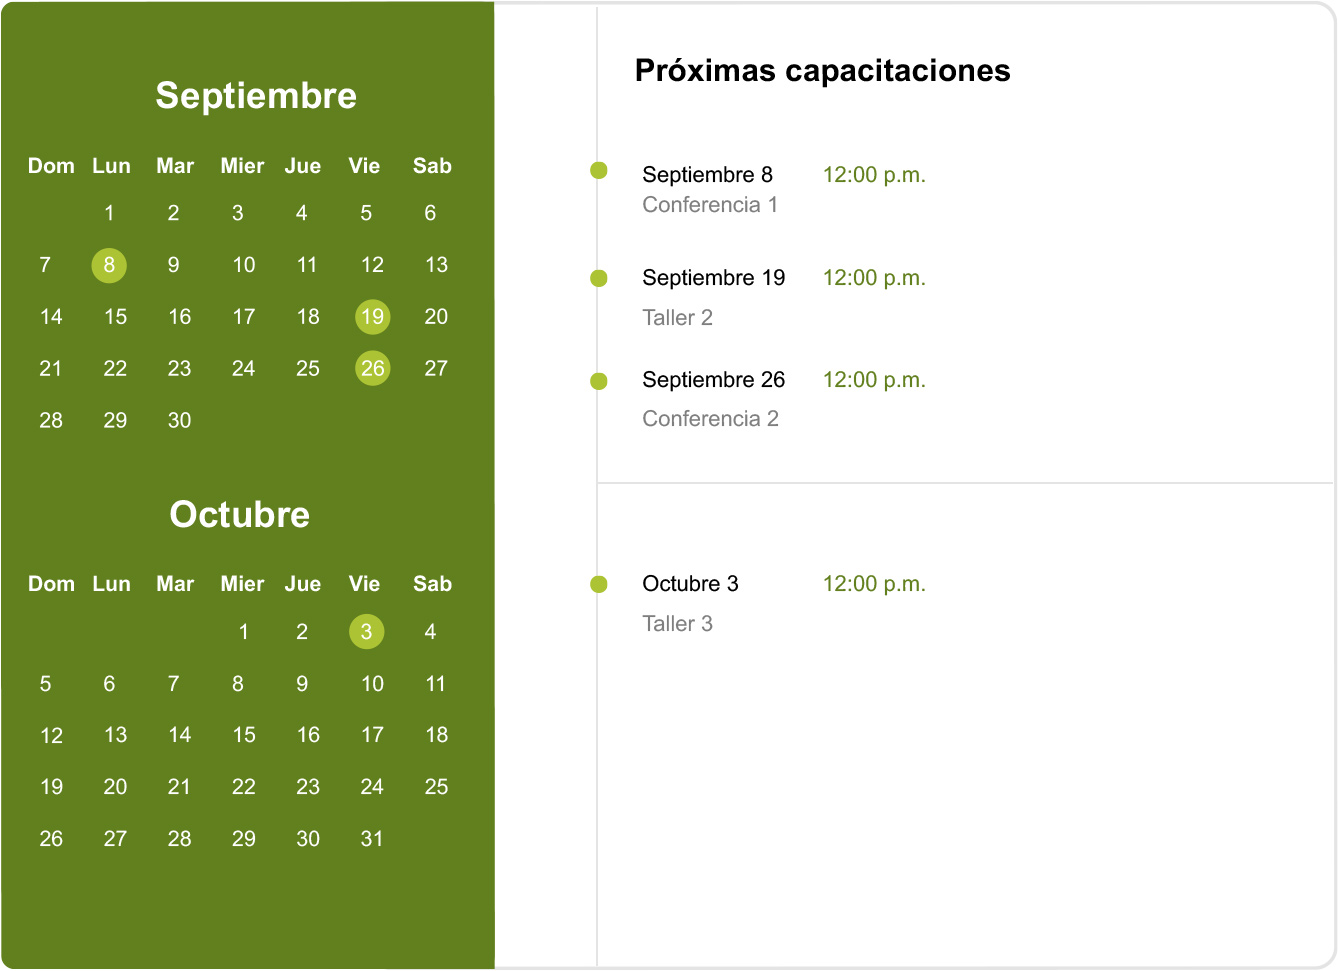 Septiembre
Dom Lun Mar Mier Jue Vie Sab
1 2 3 4 5 6
7 8 9 10 11 12 13
14 15 16 17 18 19 20
21 22 23 24 25 26 27
28 29 30
Octubre
Dom Lun Mar Mier Jue Vie Sab
1 2 3 4
5 6 7 8 9 10 11
12 13 14 15 16 17 18
19 20 21 22 23 24 25
26 27 28 29 30 31
Próximas capacitaciones
Septiembre 8 12:00 p.m.
Conferencia 1
Septiembre 19 12:00 p.m.
Taller 2
Septiembre 26 12:00 p.m.
Conferencia 2
Octubre 3 12:00 p.m.
Taller 3